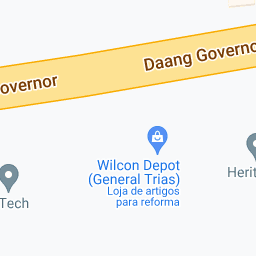 Daang Governo
overnor
Wilcon Depot
(General Trias)
Loja de artigos
para reforma
Herit
Tech